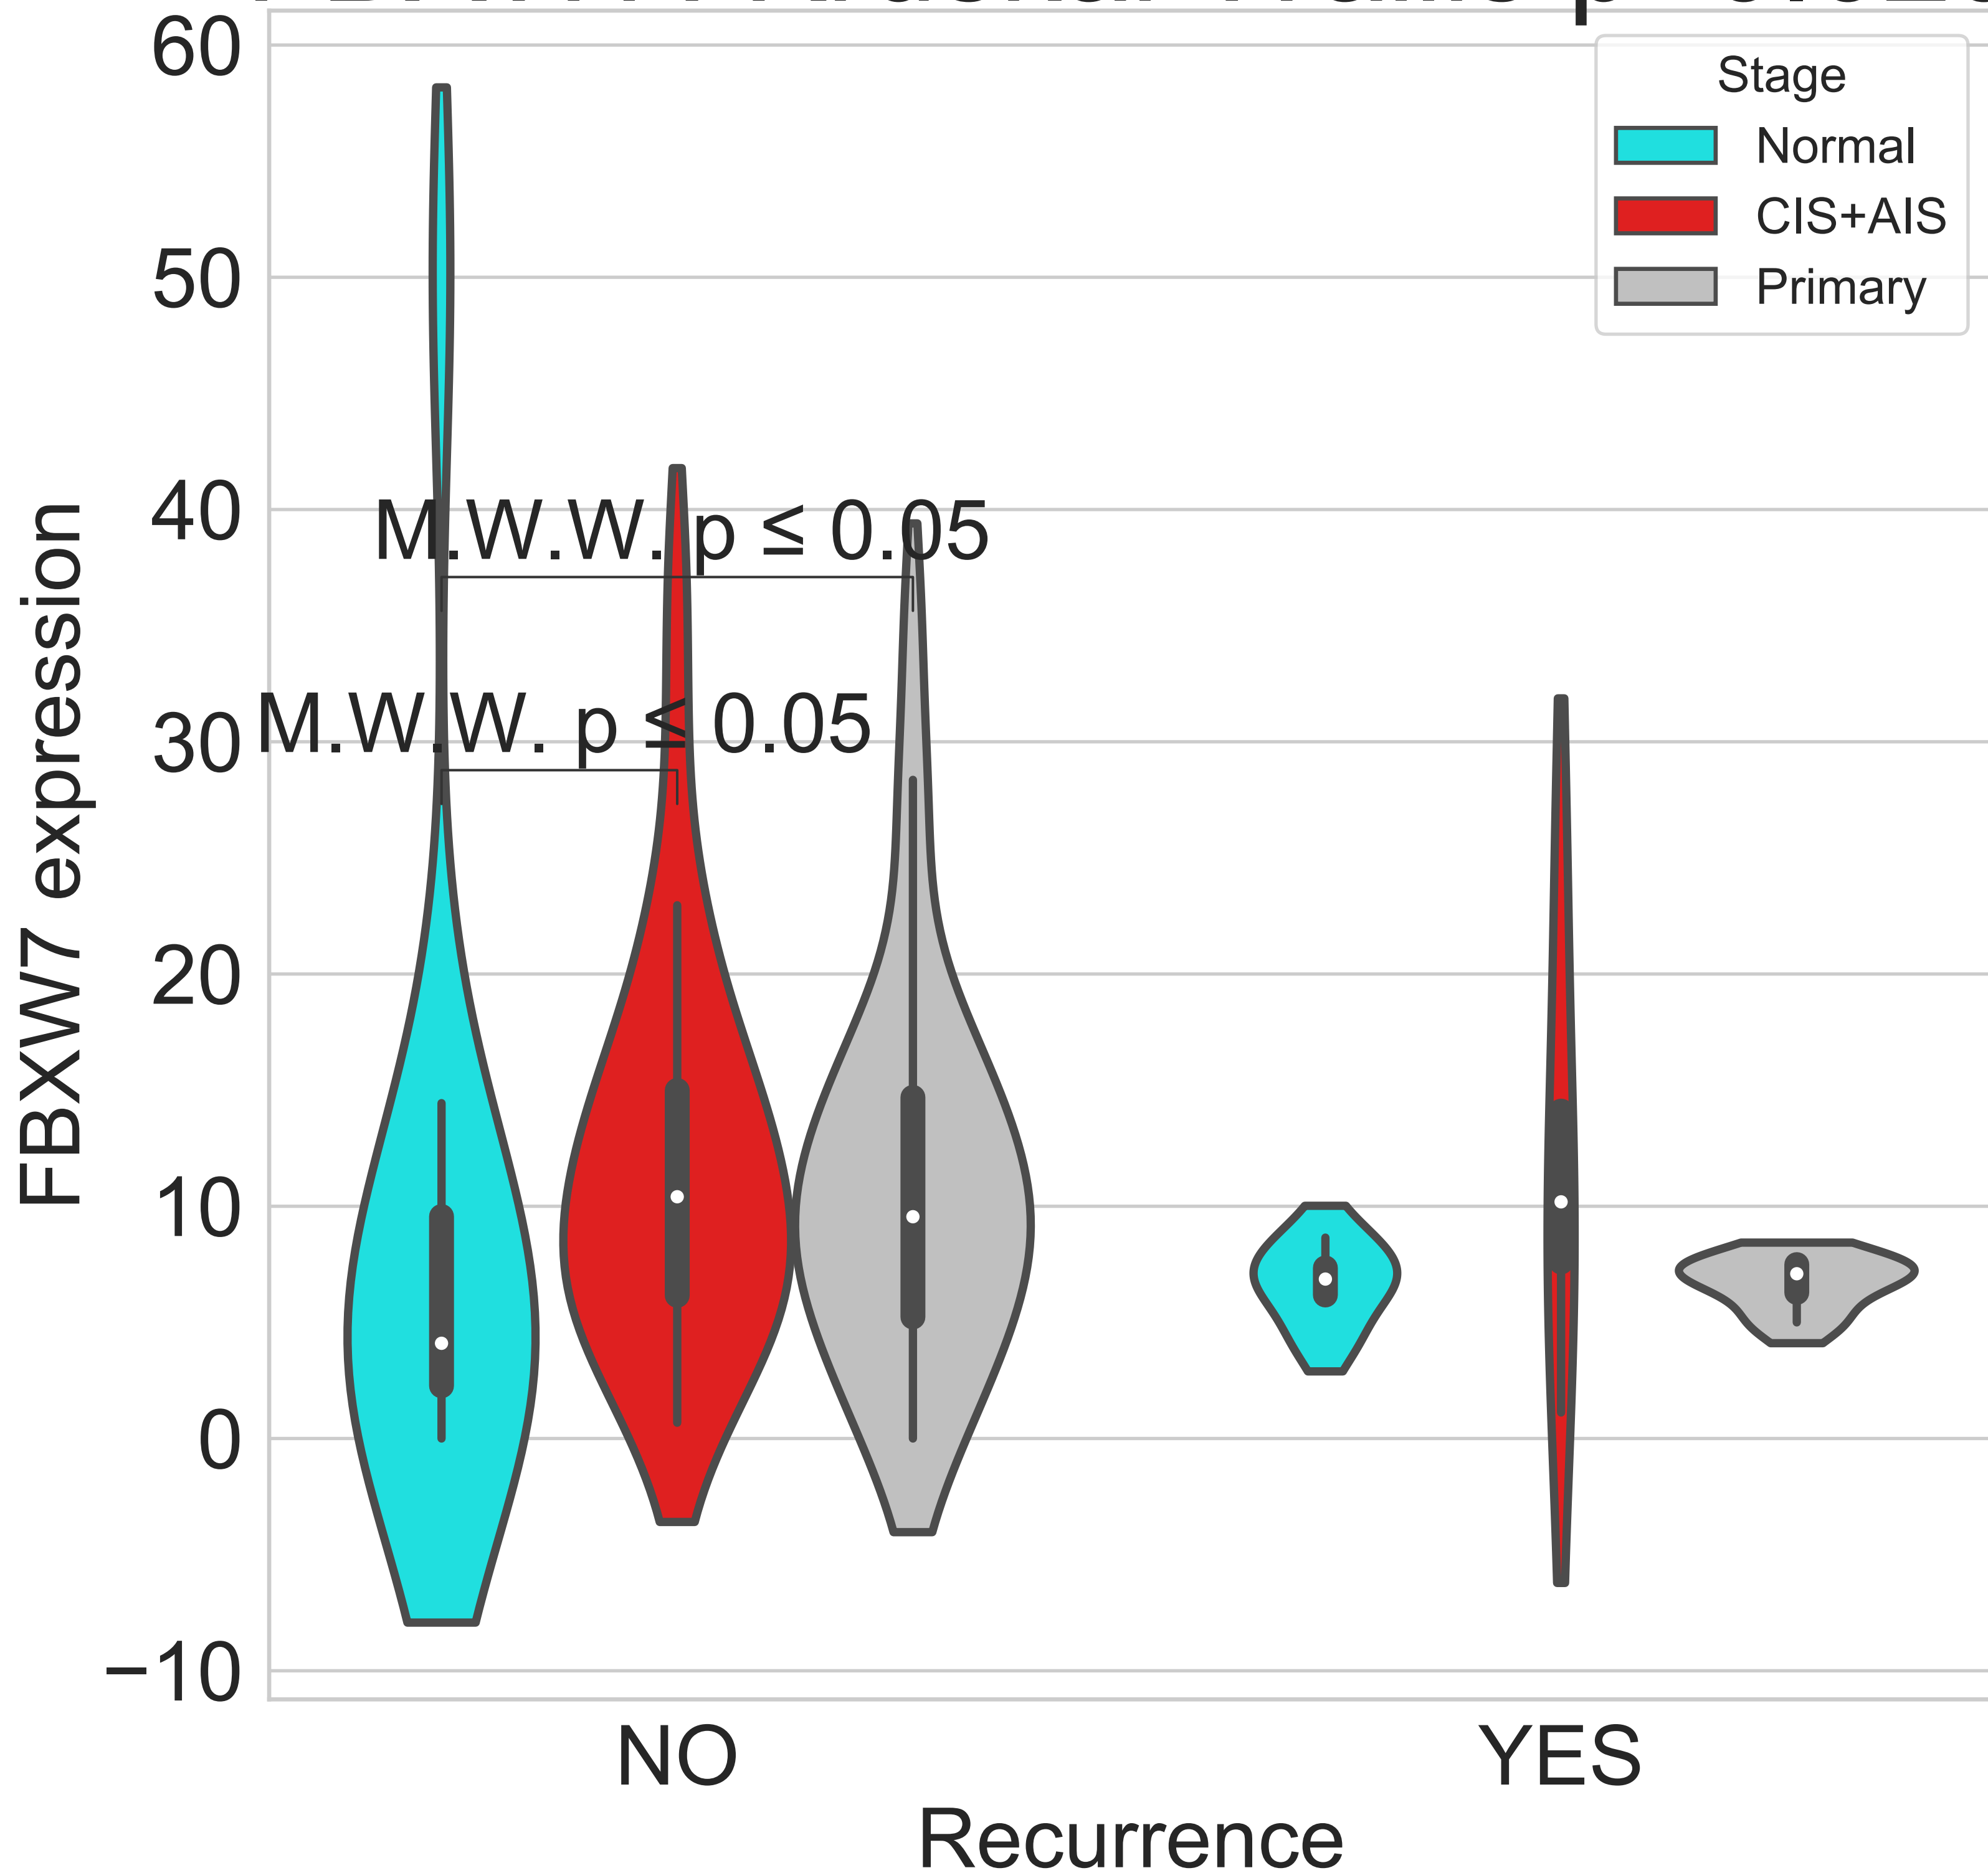 60
50
40
30
20
10
0
−10
FBXW7 expression
Stage
Normal
CIS+AIS
Primary
M.W.W. p ≤ 0.05
M.W.W. p ≤ 0.05
NO
YES
Recurrence